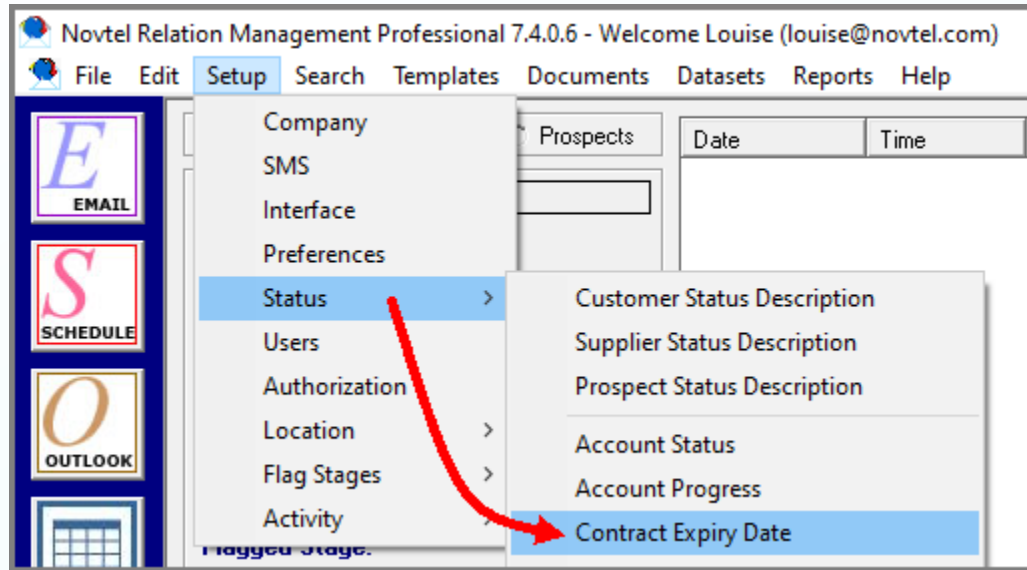 Novtel Relation Management Professional 7.4.0.6 - Welcome Louise (louise@novtel.com)
File Edit Setup Search Templates Documents Datasets Reports Help
E
EMAIL
S
SCHEDULE
O
OUTLOOK
Company
SMS
Interface
Preferences
Status >
Users
Authorization
Location >
Flag Stages >
Activity >
Prospects
Date Time
Customer Status Description
Supplier Status Description
Prospect Status Description
Account Status
Account Progress
Contract Expiry Date
Flagged Stage: